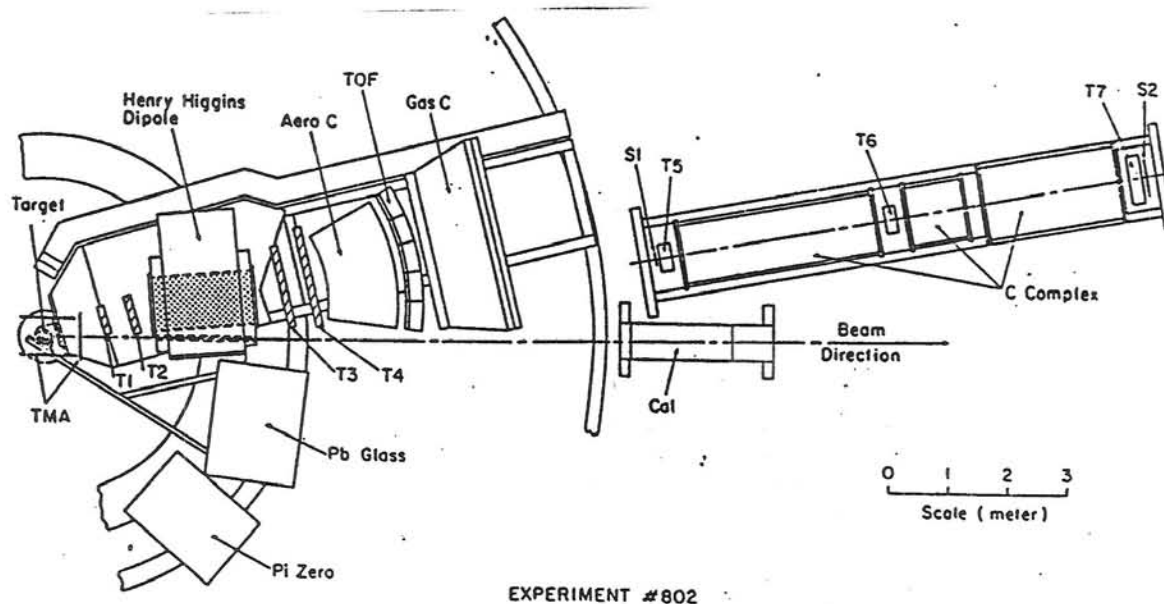 Henry Higgins
Dipole
TOF
Aero C
Gas C
T7
S2
T6
S1
T5
Target
C Complex
Beam
Direction
T1
T2
T3
T4
TMA
Cal
Pb Glass
Pi Zero
0 1 2 3
Scale (meter)
EXPERIMENT #802